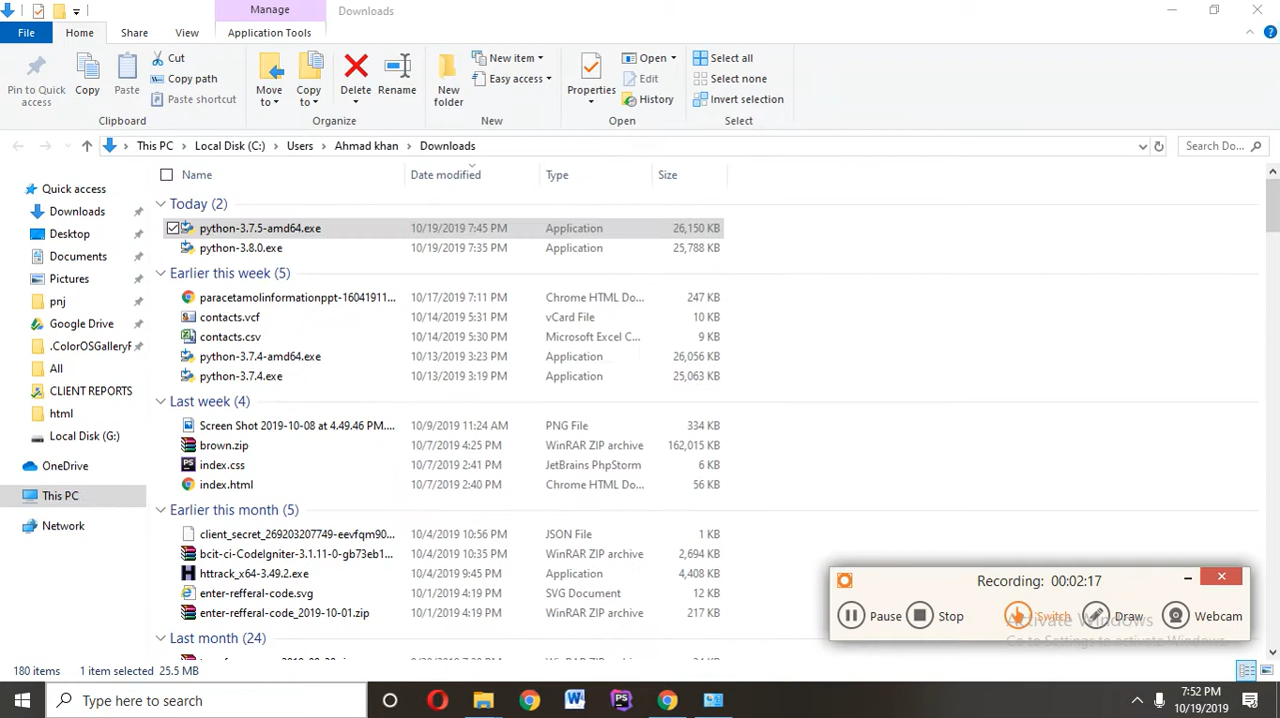 Manage
Downloads
File
Home
Share
View
Application Tools
Pin to Quick access
Copy
Paste
Cut
Copy path
Paste shortcut
Clipboard
Move to
Copy to
Delete
Rename
Organize
New folder
New item
Easy access
New
Properties
Open
Edit
History
Open
Select all
Select none
Invert selection
Select
This PC > Local Disk (C:) > Users > Ahmad khan > Downloads
Search Do...
Name Date modified Type Size
Quick access
Downloads
Desktop
Documents
Pictures
pnj
Google Drive
.ColorOSGalleryF
All
CLIENT REPORTS
html
Local Disk (G:)
OneDrive
This PC
Network
Today (2)
python-3.7.5-amd64.exe 10/19/2019 7:45 PM Application 26,150 KB
python-3.8.0.exe 10/19/2019 7:35 PM Application 25,788 KB
Earlier this week (5)
paracetamolinformationppt-16041911... 10/17/2019 7:11 PM Chrome HTML Do... 247 KB
contacts.vcf 10/14/2019 5:31 PM vCard File 10 KB
contacts.csv 10/14/2019 5:30 PM Microsoft Excel C... 9 KB
python-3.7.4-amd64.exe 10/13/2019 3:23 PM Application 26,056 KB
python-3.7.4.exe 10/13/2019 3:19 PM Application 25,063 KB
Last week (4)
Screen Shot 2019-10-08 at 4.49.46 PM.... 10/9/2019 11:24 AM PNG File 334 KB
brown.zip 10/7/2019 4:25 PM WinRAR ZIP archive 162,015 KB
index.css 10/7/2019 2:41 PM JetBrains PhpStorm 6 KB
index.html 10/7/2019 2:40 PM Chrome HTML Do... 56 KB
Earlier this month (5)
client_secret_269203207749-eevfqm90... 10/4/2019 10:56 PM JSON File 1 KB
bcit-ci-CodeIgniter-3.1.11-0-gb73eb1... 10/4/2019 10:35 PM WinRAR ZIP archive 2,694 KB
httrack_x64-3.49.2.exe 10/4/2019 9:45 PM Application 4,408 KB
enter-refferal-code.svg 10/1/2019 4:19 PM SVG Document 12 KB
enter-refferal-code_2019-10-01.zip 10/1/2019 4:19 PM WinRAR ZIP archive 217 KB
Last month (24)
Recording: 00:02:17
Pause Stop Switch Draw Webcam
Activate Windows
Go to Settings to activate Windows.
180 items 1 item selected 25.5 MB
Type here to search
7:52 PM
10/19/2019